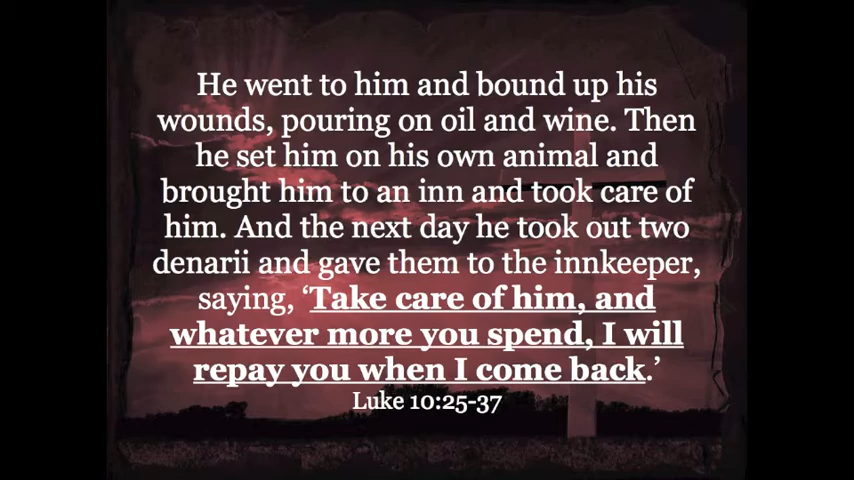 He went to him and bound up his
wounds, pouring on oil and wine. Then
he set him on his own animal and
brought him to an inn and took care of
him. And the next day he took out two
denarii and gave them to the innkeeper,
saying, ‘Take care of him, and
whatever more you spend, I will
repay you when I come back.’
Luke 10:25-37